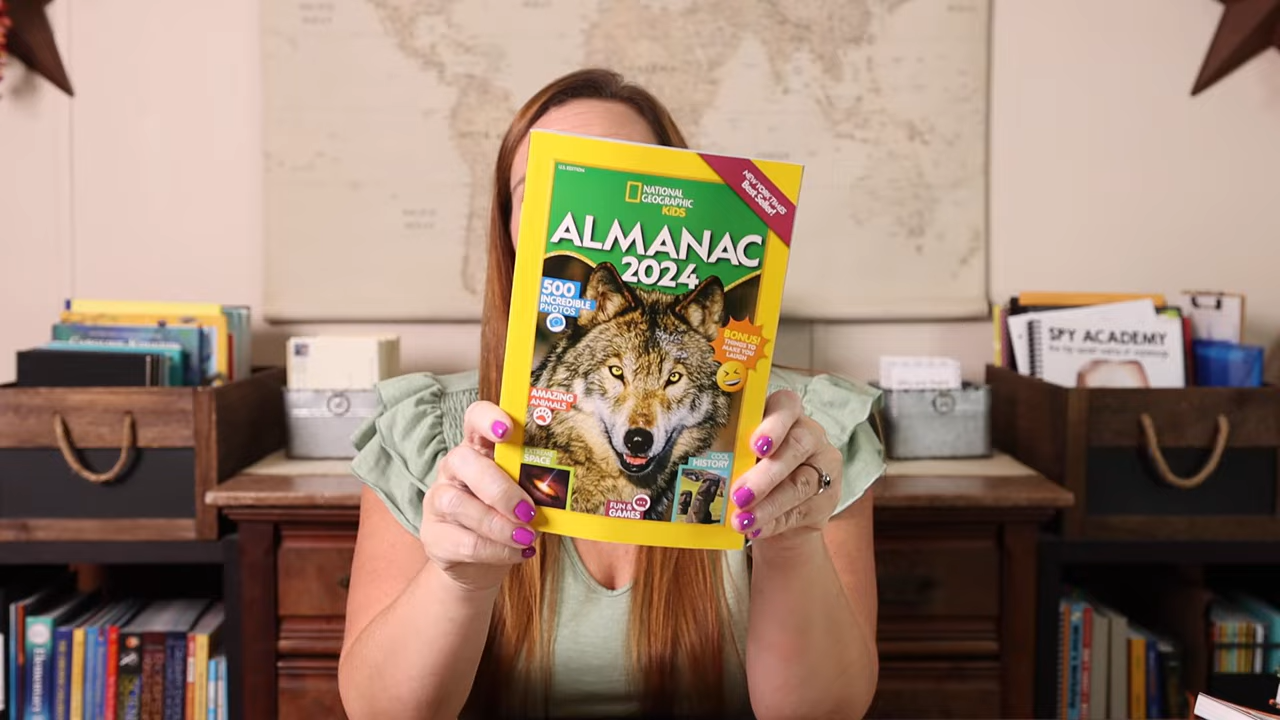 U.S. EDITION
NATIONAL
GEOGRAPHIC
KiDS
NEW YORK TIMES
Best Seller!
ALMANAC
2024
500
INCREDIBLE
PHOTOS
BONUS!
THINGS TO
MAKE YOU
LAUGH
AMAZING
ANIMALS
EXTREME
SPACE
COOL
HISTORY
FUN &
GAMES
SPY ACADEMY